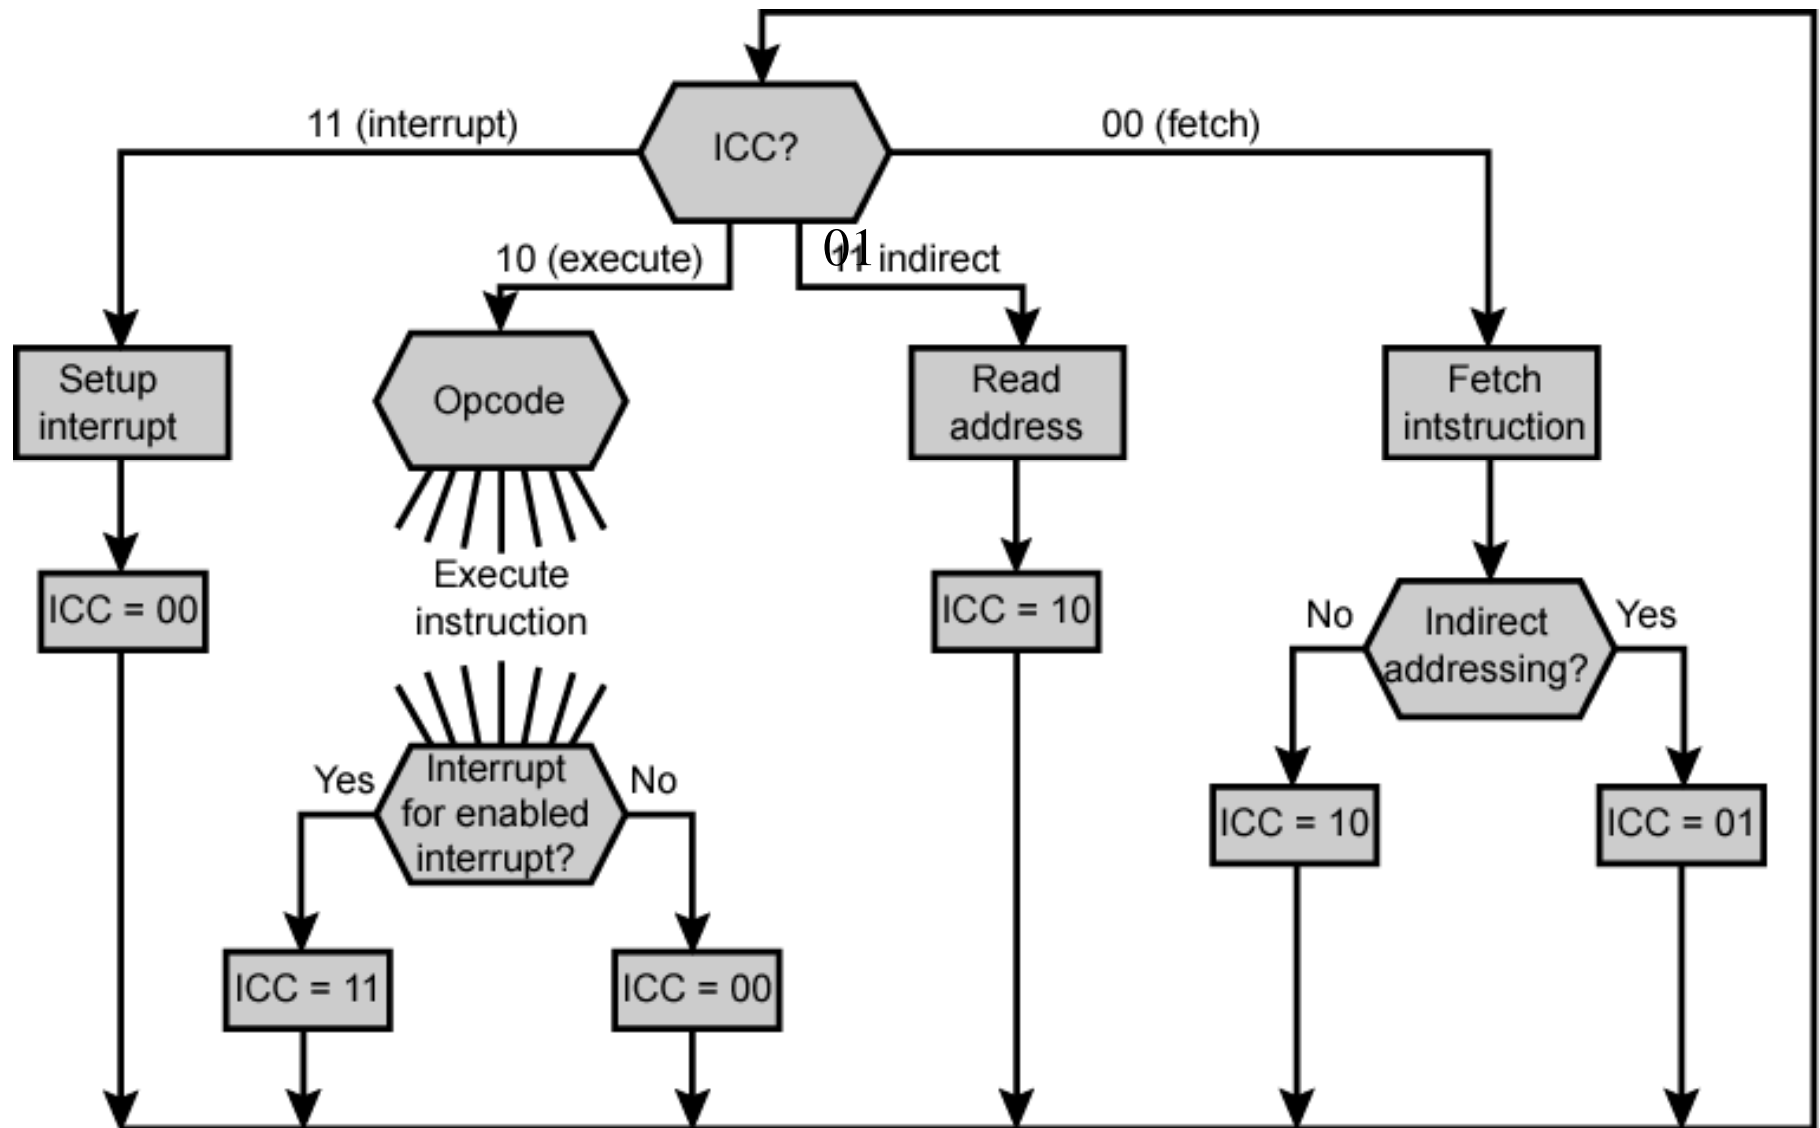 11 (interrupt)
ICC?
00 (fetch)
10 (execute)
01
11 indirect
Setup
interrupt
Opcode
Read
address
Fetch
intstruction
Execute
instruction
ICC = 00
ICC = 10
No
Indirect
addressing?
Yes
Yes
Interrupt
for enabled
interrupt?
No
ICC = 10
ICC = 01
ICC = 11
ICC = 00